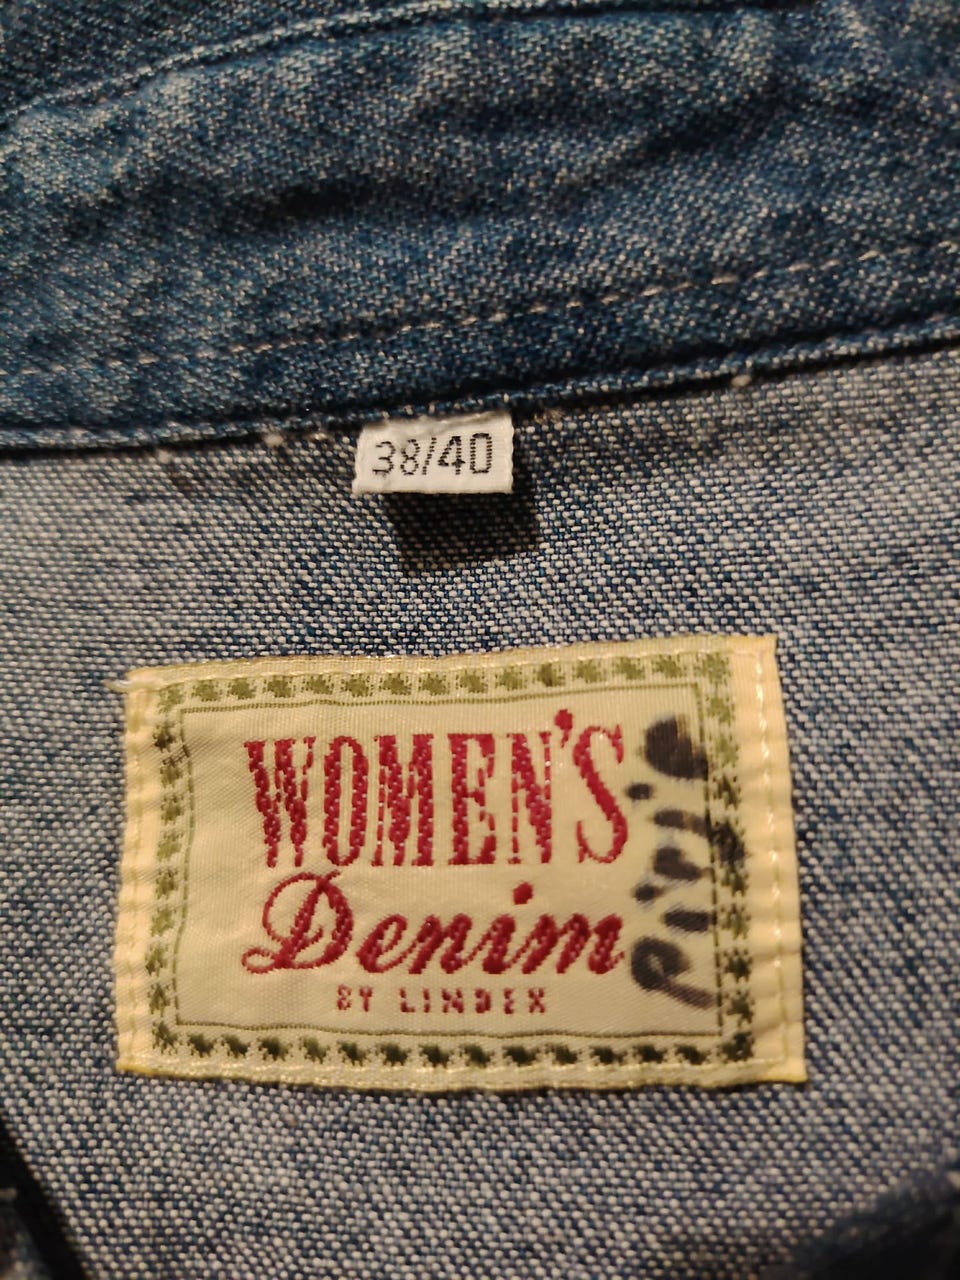 38/40
WOMEN'S
Denim
BY LINDEX